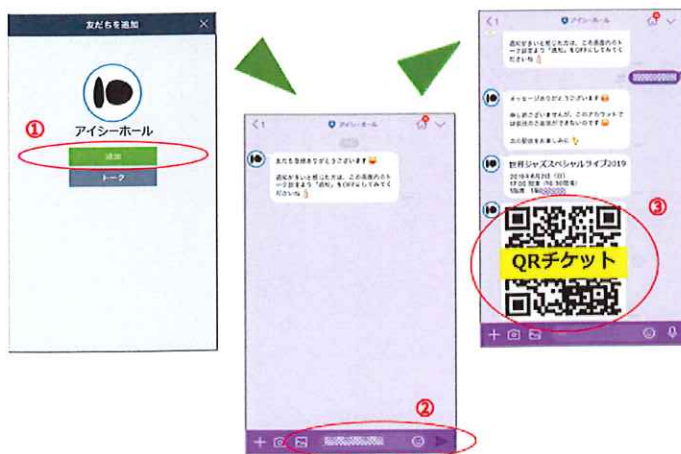 友だちを追加
①
アイシーホール
追加
トーク
アイシーホール
友だち登録ありがとうございます
通知が多いと感じた方は、この画面内のト
ーク設定より「通知」をOFFにしてみてく
ださいね
②
アイシーホール
通知が多いと感じた方は、この画面内のト
ーク設定より「通知」をOFFにしてみてく
ださいね
メッセージありがとうございます
申し訳ございませんが、このアカウントで
は個別のご返信ができないのです
次の配信をお楽しみに
世界ジャズスペシャルライブ2019
③
QRチケット